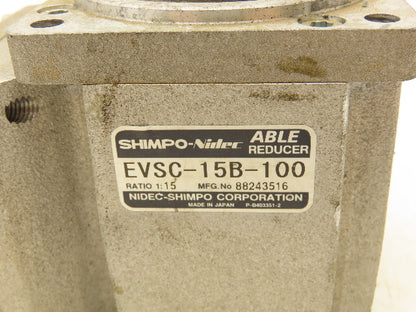 SHIMPO-Nidec ABLE REDUCER
EVSC-15B-100
RATIO 1:15 MFG.No 88243516
NIDEC-SHIMPO CORPORATION
MADE IN JAPAN P-B403351-2